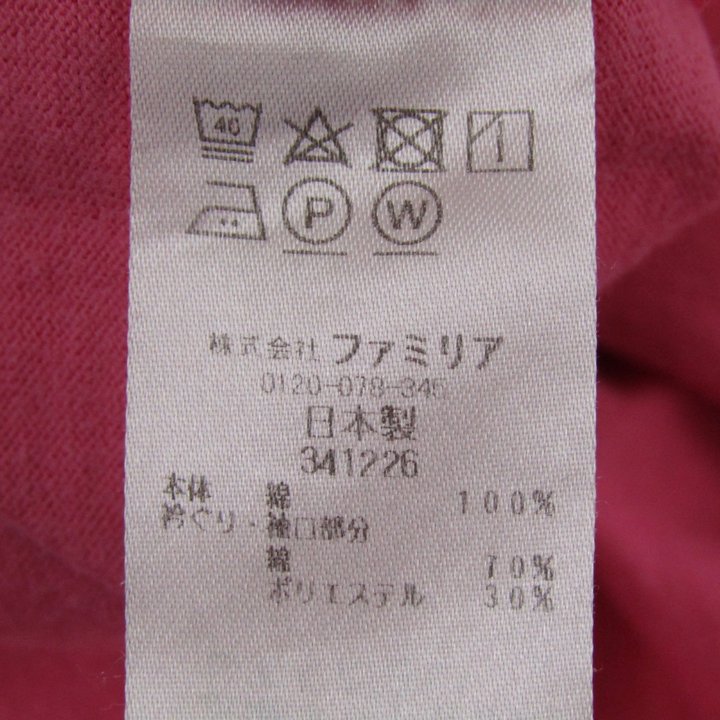 40
P W
株式会社 ファミリア
0120-078-345
日本製
341226
本体 綿 100%
衿ぐり・袖口部分
綿 70%
ポリエステル 30%